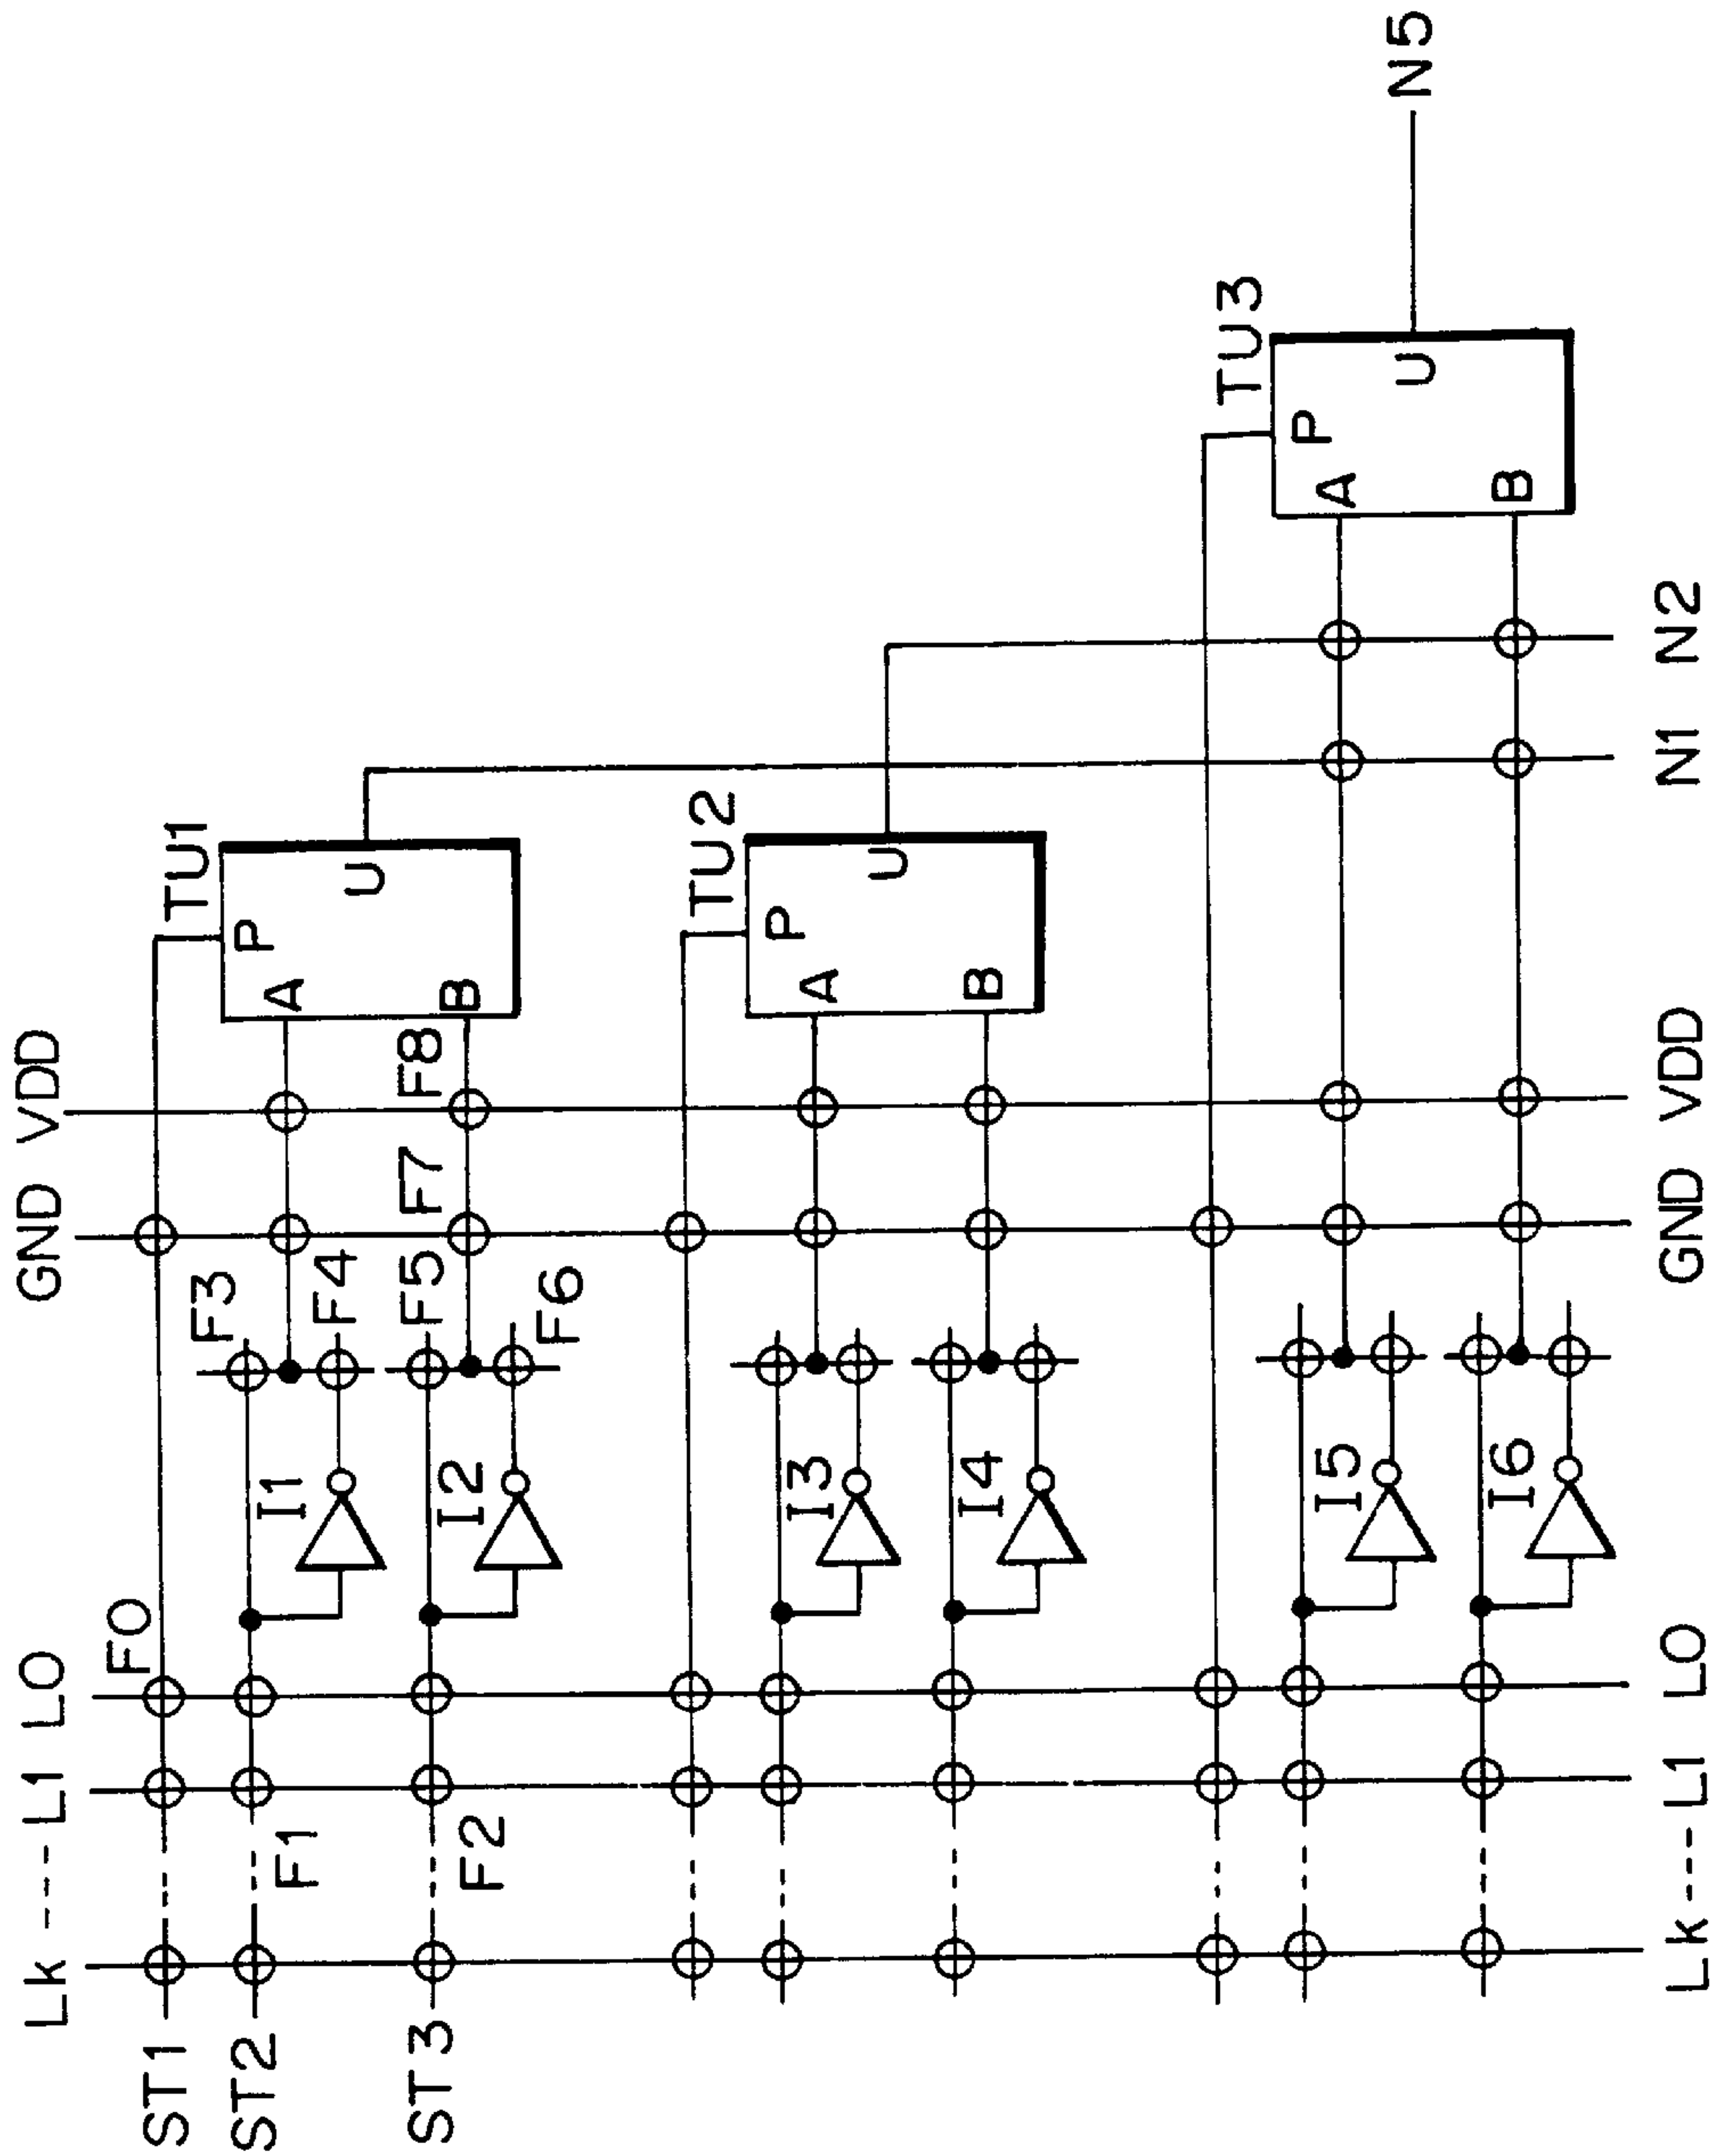 Lk ---L1 L0 GND VDD
F0
ST1
TU1
F3
ST2
P
I1
A
F1
F4
U
F5 F7 F8
ST3
I2
B
F2
F6
TU2
P
I3
A
U
I4
B
TU3
P
I5
A
U
N5
I6
B
Lk---L1 L0 GND VDD N1 N2